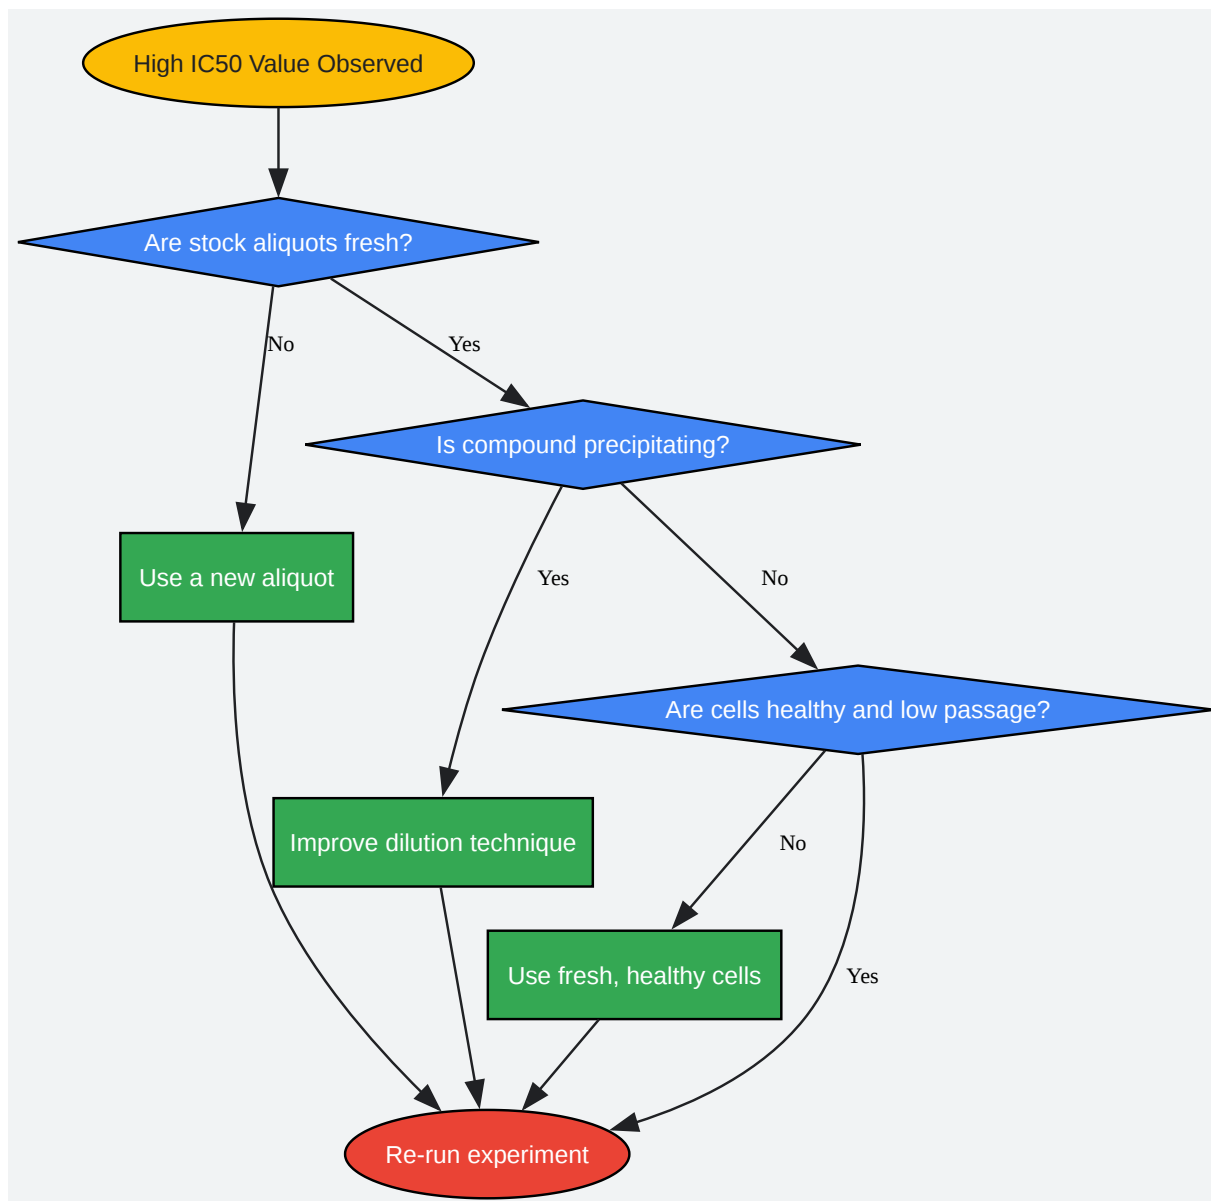 High IC50 Value Observed
Are stock aliquots fresh?
No
Yes
Is compound precipitating?
Use a new aliquot
Yes
No
Are cells healthy and low passage?
Improve dilution technique
No
Use fresh, healthy cells
Yes
Re-run experiment